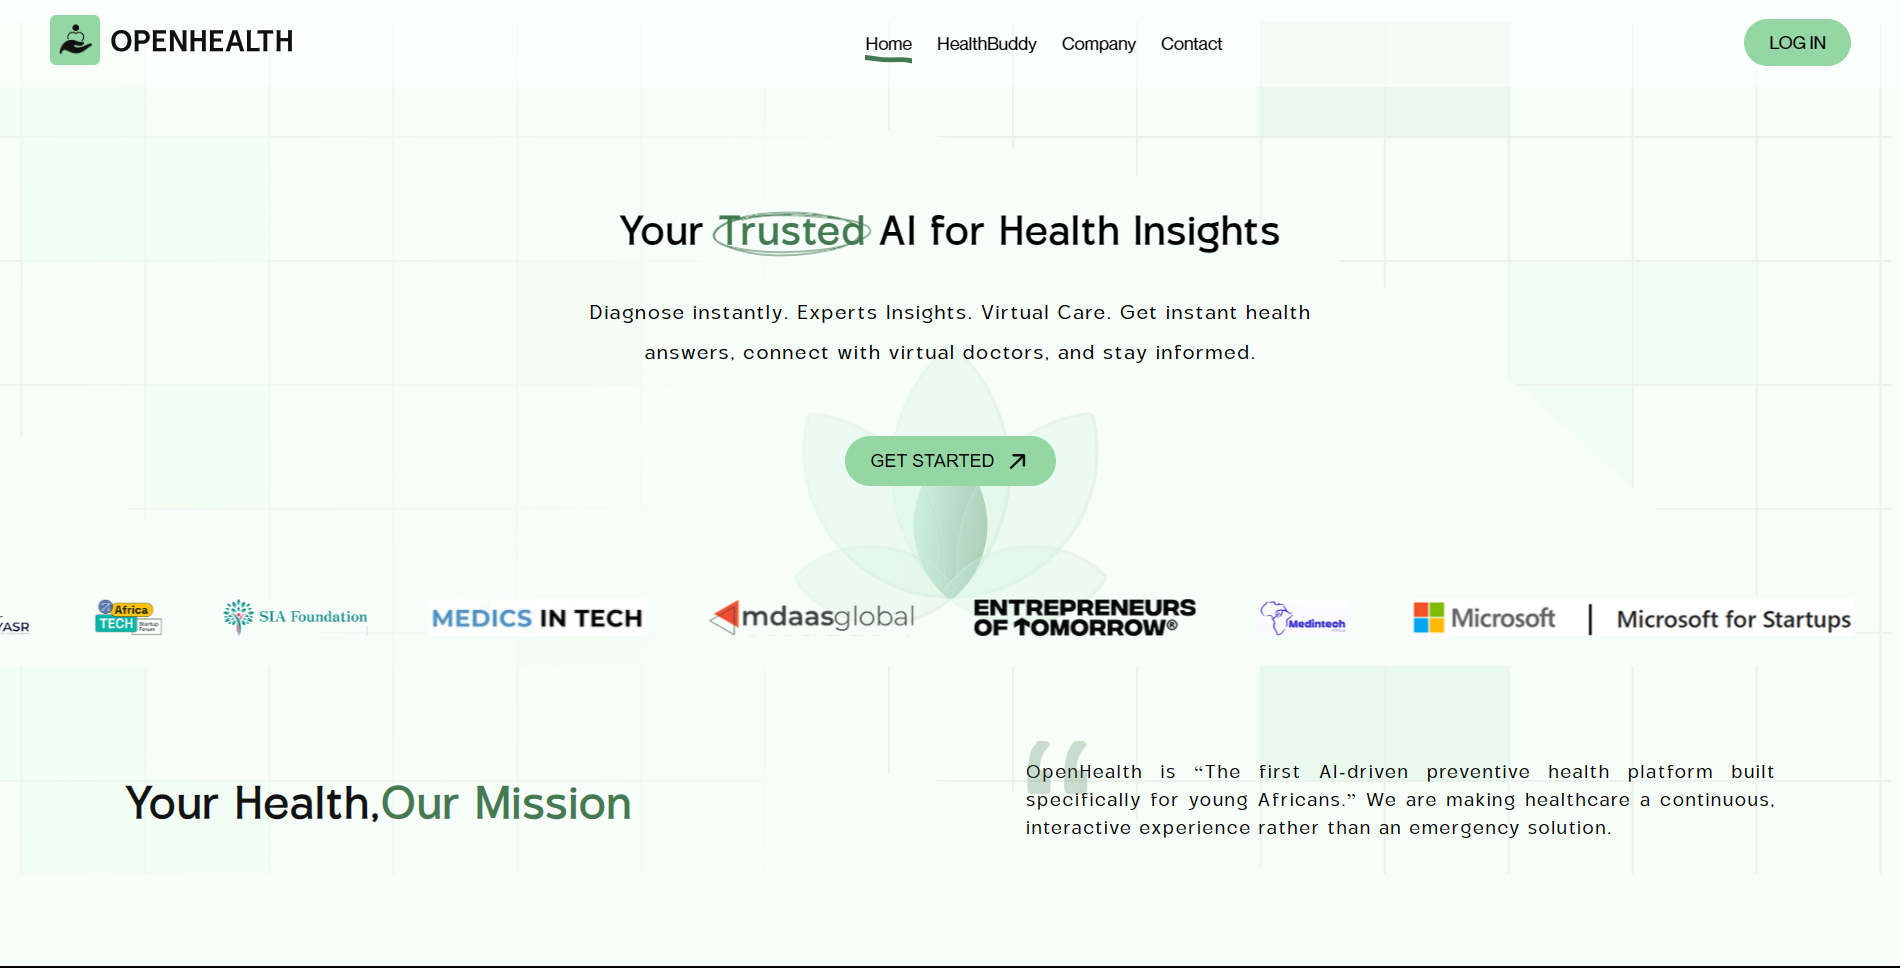 OPENHEALTH
Home HealthBuddy Company Contact
LOG IN
Your Trusted AI for Health Insights
Diagnose instantly. Experts Insights. Virtual Care. Get instant health
answers, connect with virtual doctors, and stay informed.
GET STARTED
YASR
Africa
TECH Startup
Forum
SIA Foundation
MEDICS IN TECH
mdaasglobal
ENTREPRENEURS
OF TOMORROW®
Medintech
Microsoft | Microsoft for Startups
Your Health,Our Mission
“
OpenHealth is “The first AI-driven preventive health platform built
specifically for young Africans.” We are making healthcare a continuous,
interactive experience rather than an emergency solution.